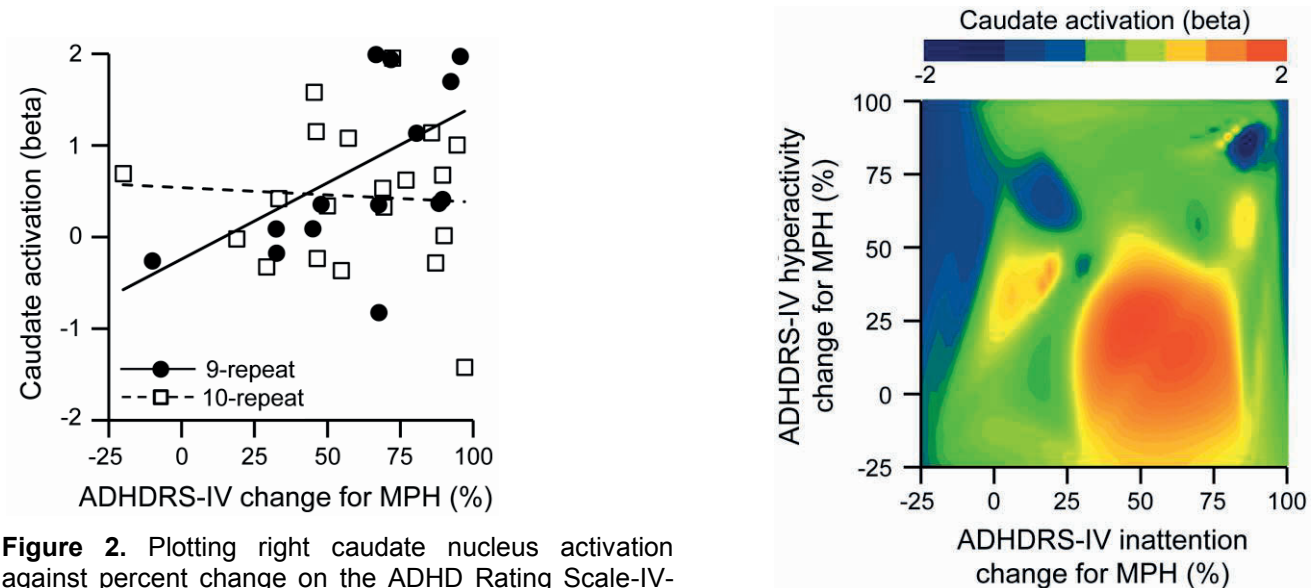 2
1
0
-1
-2
Caudate activation (beta)
9-repeat
10-repeat
-25 0 25 50 75 100
ADHDRS-IV change for MPH (%)
Figure 2. Plotting right caudate nucleus activation
against percent change on the ADHD Rating Scale-IV-
Caudate activation (beta)
-2 2
100
75
50
25
0
-25
ADHDRS-IV hyperactivity
change for MPH (%)
-25 0 25 50 75 100
ADHDRS-IV inattention
change for MPH (%)